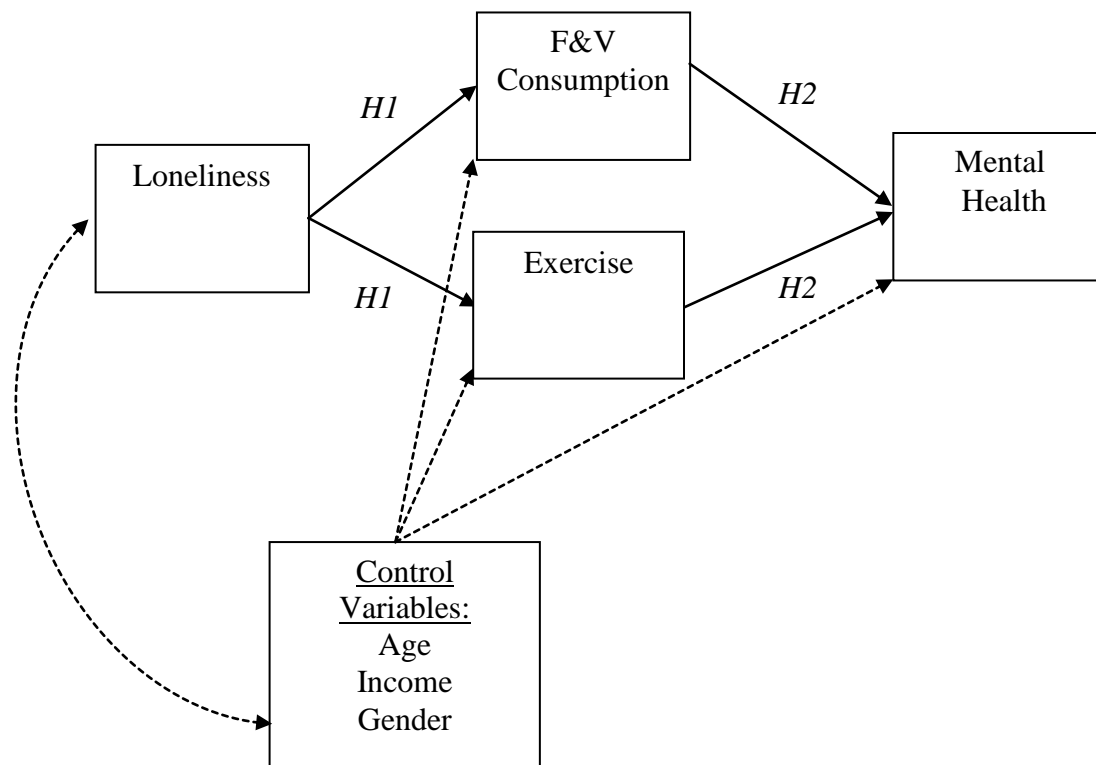 F&V
Consumption
H1
H2
Loneliness
Mental
Health
Exercise
H1
H2
Control
Variables:
Age
Income
Gender